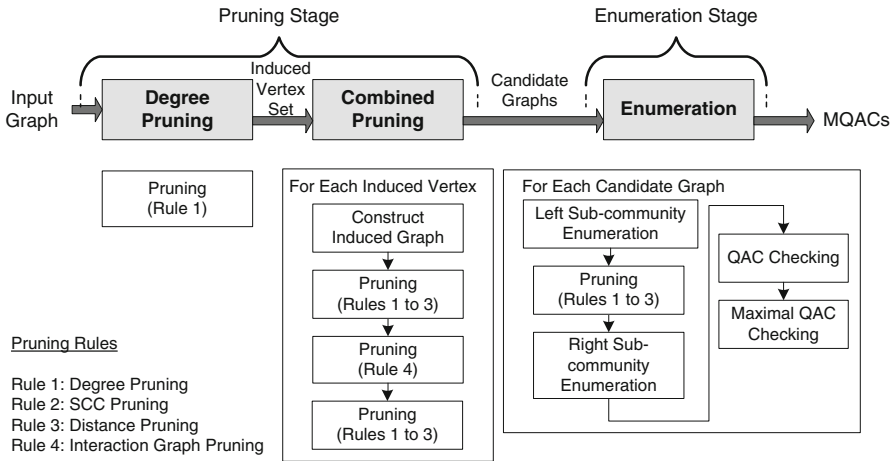 Pruning Stage
Enumeration Stage
Input
Graph
Degree
Pruning
Induced
Vertex
Set
Combined
Pruning
Candidate
Graphs
Enumeration
MQACs
Pruning
(Rule 1)
For Each Induced Vertex
Construct
Induced Graph
Pruning
(Rules 1 to 3)
Pruning
(Rule 4)
Pruning
(Rules 1 to 3)
For Each Candidate Graph
Left Sub-community
Enumeration
Pruning
(Rules 1 to 3)
Right Sub-
community
Enumeration
QAC Checking
Maximal QAC
Checking
Pruning Rules
Rule 1: Degree Pruning
Rule 2: SCC Pruning
Rule 3: Distance Pruning
Rule 4: Interaction Graph Pruning